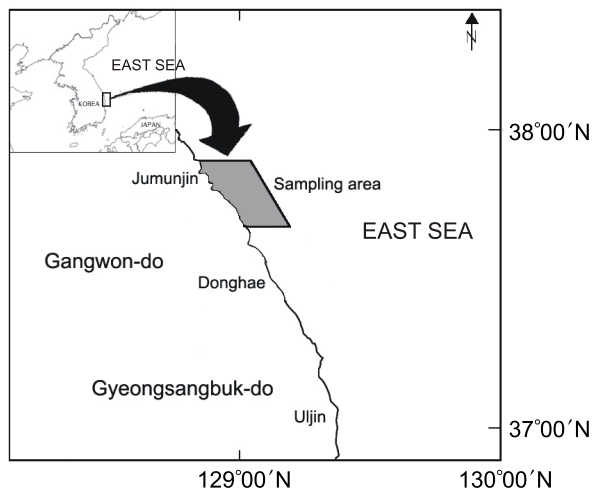 N
EAST SEA
KOREA
JAPAN
38°00′N
Jumunjin
Sampling area
EAST SEA
Gangwon-do
Donghae
Gyeongsangbuk-do
Uljin
37°00′N
129°00′N
130°00′N